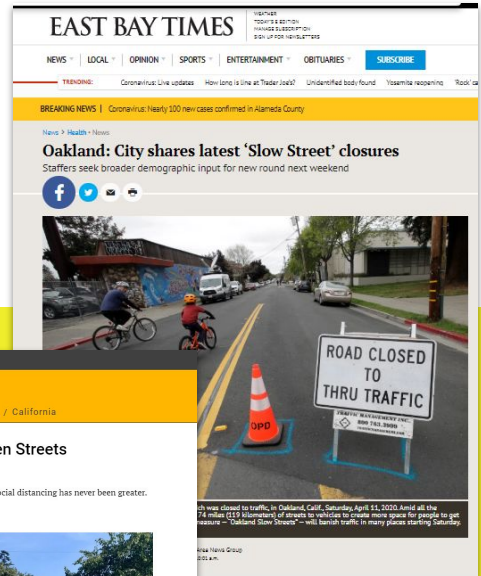 EAST BAY TIMES
WEATHER
TODAY'S E-EDITION
MANAGE SUBSCRIPTION
SIGN UP FOR NEWSLETTERS
NEWS LOCAL OPINION SPORTS ENTERTAINMENT OBITUARIES SUBSCRIBE
TRENDING: Coronavirus: Live updates How long is line at Trader Joe's? Unidentified body found Yosemite reopening 'Rock'
BREAKING NEWS | Coronavirus: Nearly 100 new cases confirmed in Alameda County
News > Health • News
Oakland: City shares latest 'Slow Street' closures
Staffers seek broader demographic input for new round next weekend
ROAD CLOSED
TO
THRU TRAFFIC
TRAFFIC MANAGEMENT INC.
OPD
/ California
en Streets
ocial distancing has never been greater.
ch was closed to traffic, in Oakland, Calif., Saturday, April 11, 2020. Amid all the
74 miles (119 kilometers) of streets to vehicles to create more space for people to get
measure — "Oakland Slow Streets" — will banish traffic in many places starting Saturday.
Area News Group